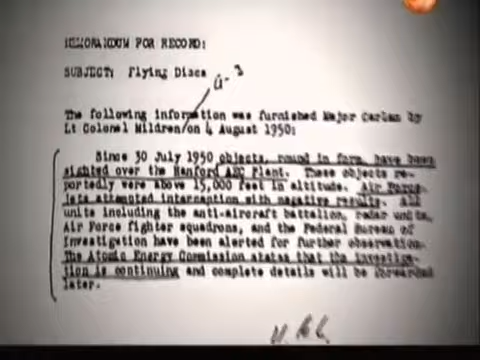 MEMORANDUM FOR RECORD:
SUBJECT: Flying Discs
G-3
The following information was furnished Major Carlan by
Lt Colonel Mildren on 4 August 1950:
Since 30 July 1950 objects, round in form, have been
sighted over the Hanford AEC Plant. These objects re-
portedly were above 15,000 feet in altitude. Air Force
jets attempted interception with negative results. All
units including the anti-aircraft battalion, radar units,
Air Force fighter squadrons, and the Federal Bureau of
Investigation have been alerted for further observation.
The Atomic Energy Commission states that the investiga-
tion is continuing and complete details will be forwarded
later.